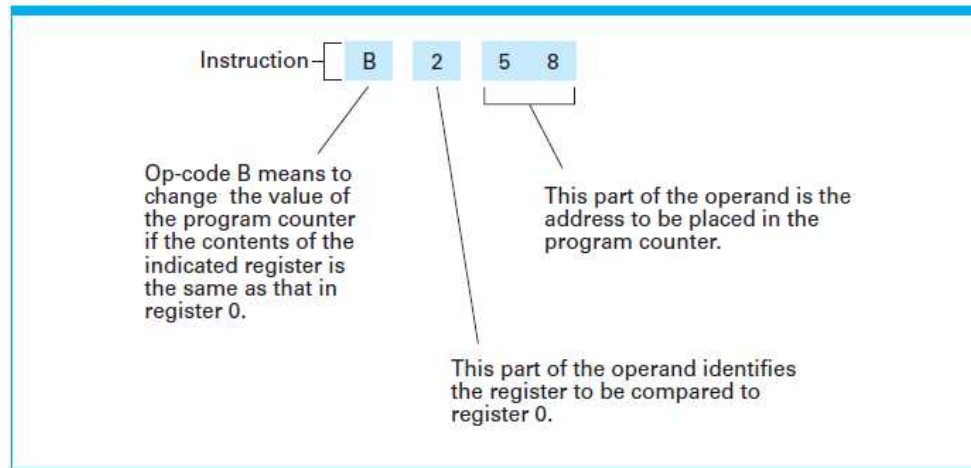 Instruction B 2 5 8
Op-code B means to
change the value of
the program counter
if the contents of the
indicated register is
the same as that in
register 0.
This part of the operand is the
address to be placed in the
program counter.
This part of the operand identifies
the register to be compared to
register 0.